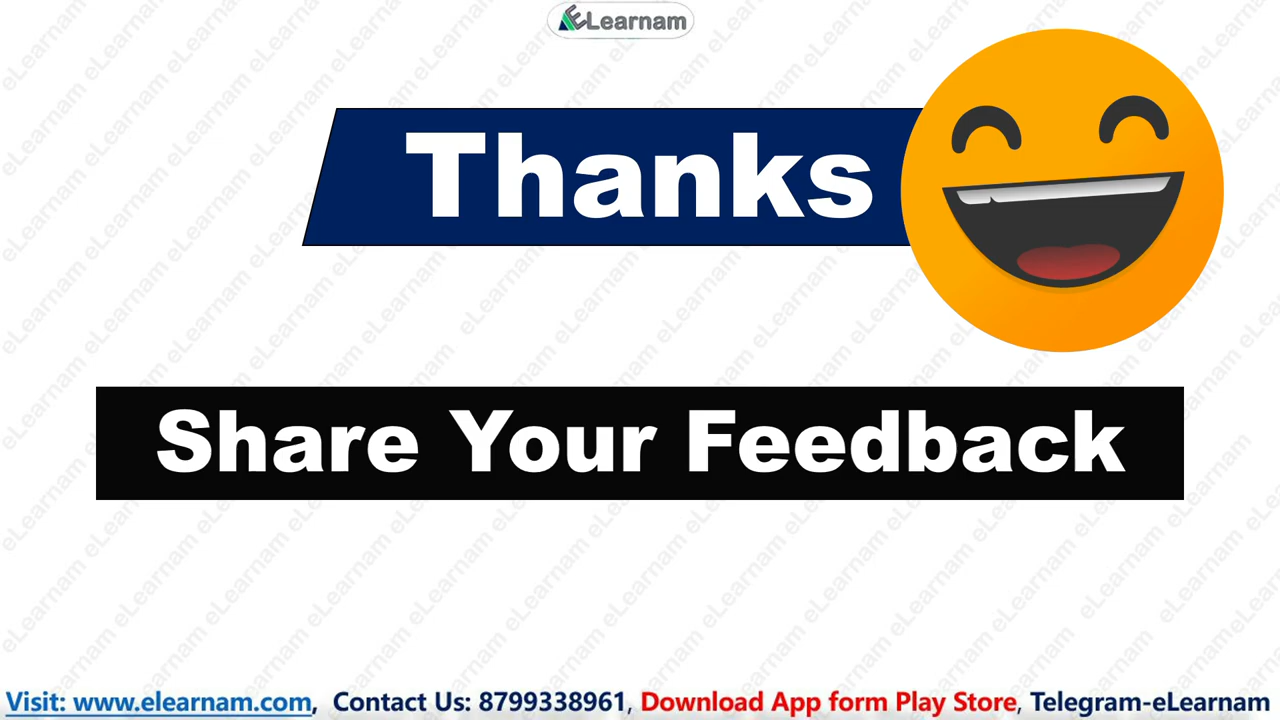 eLearnam
Thanks
Share Your Feedback
Visit: www.elearnam.com, Contact Us: 8799338961, Download App form Play Store, Telegram-eLearnam